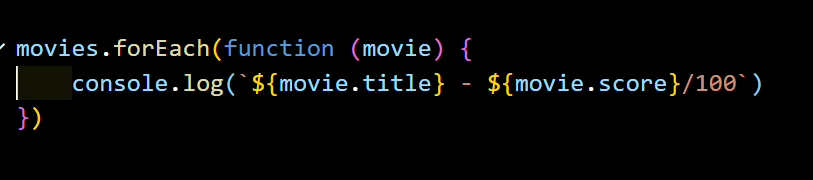 movies.forEach(function (movie) {
    console.log(`${movie.title} - ${movie.score}/100`)
})